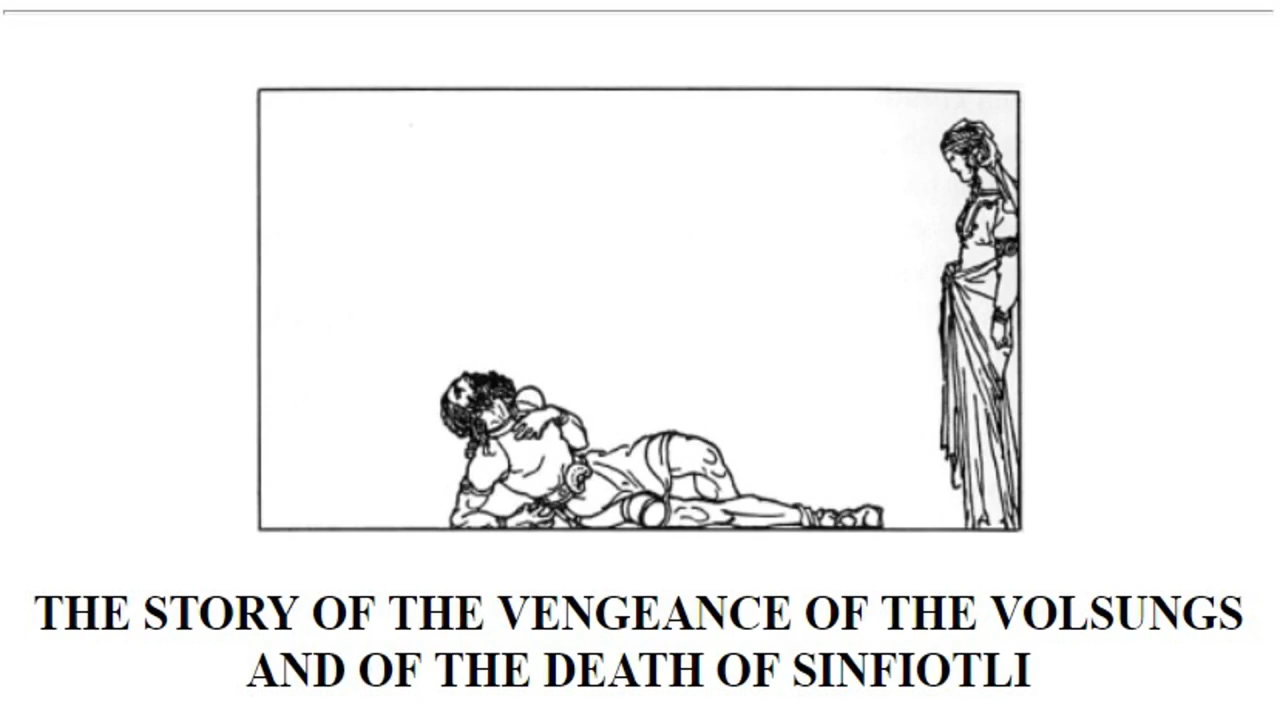 THE STORY OF THE VENGEANCE OF THE VOLSUNGS
AND OF THE DEATH OF SINFIOTLI